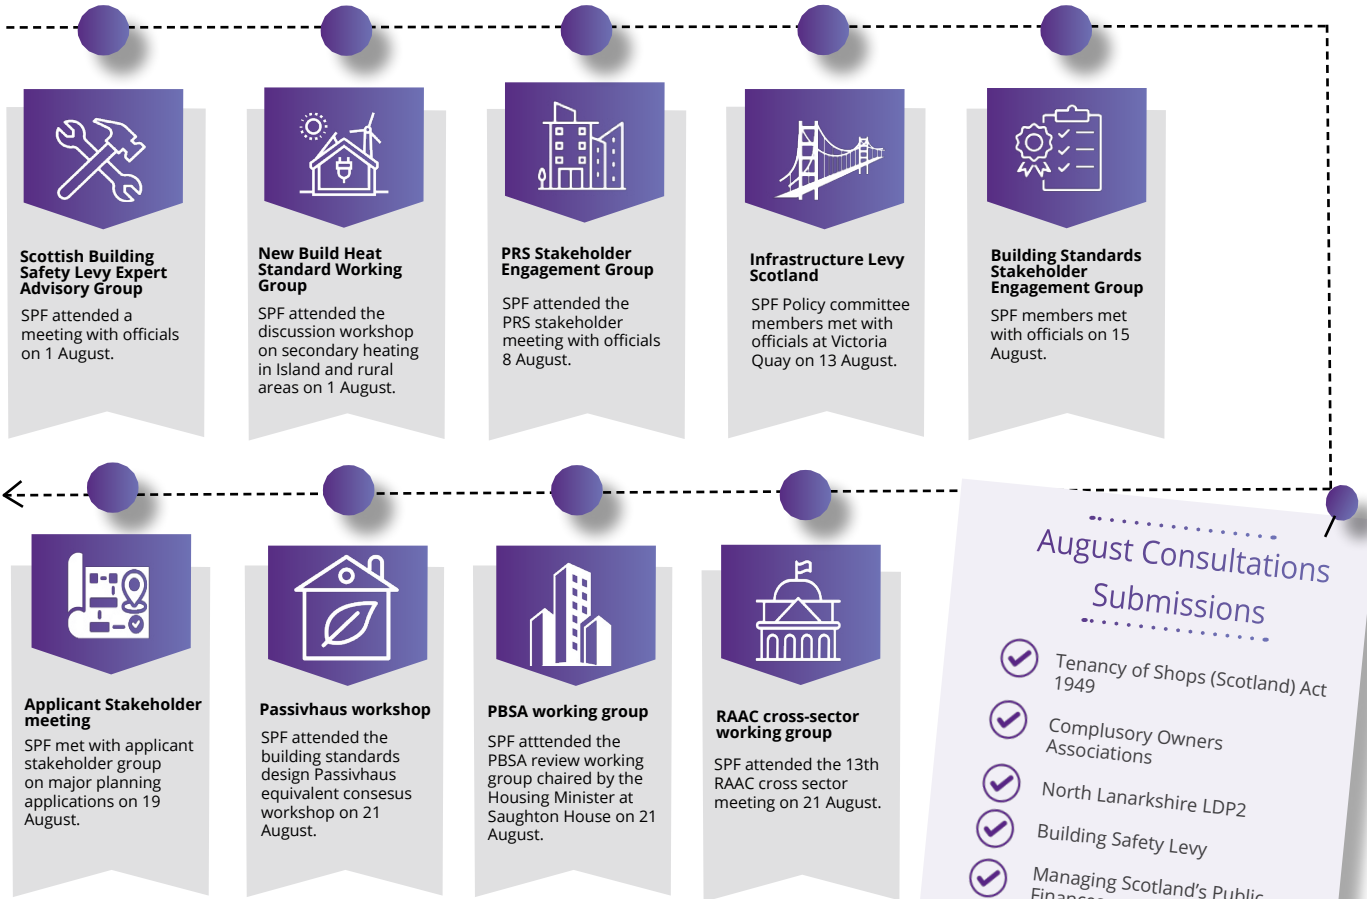 Scottish Building
Safety Levy Expert
Advisory Group
SPF attended a
meeting with officials
on 1 August.
New Build Heat
Standard Working
Group
SPF attended the
discussion workshop
on secondary heating
in Island and rural
areas on 1 August.
PRS Stakeholder
Engagement Group
SPF attended the
PRS stakeholder
meeting with officials
8 August.
Infrastructure Levy
Scotland
SPF Policy committee
members met with
officials at Victoria
Quay on 13 August.
Building Standards
Stakeholder
Engagement Group
SPF members met
with officials on 15
August.
Applicant Stakeholder
meeting
SPF met with applicant
stakeholder group
on major planning
applications on 19
August.
Passivhaus workshop
SPF attended the
building standards
design Passivhaus
equivalent consesus
workshop on 21
August.
PBSA working group
SPF atttended the
PBSA review working
group chaired by the
Housing Minister at
Saughton House on 21
August.
RAAC cross-sector
working group
SPF attended the 13th
RAAC cross sector
meeting on 21 August.
August Consultations
Submissions
Tenancy of Shops (Scotland) Act
1949
Complusory Owners
Associations
North Lanarkshire LDP2
Building Safety Levy
Managing Scotland's Public
Finances